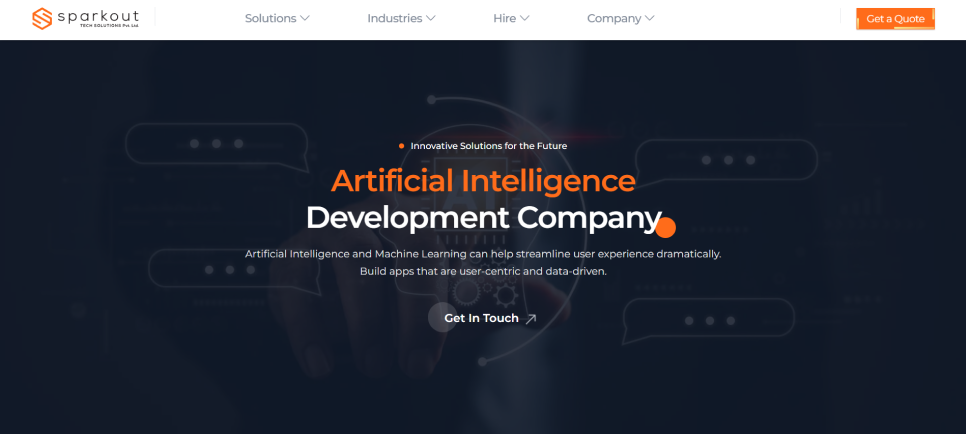 sparkout
TECH SOLUTIONS Pvt Ltd
Solutions
Industries
Hire
Company
Get a Quote
Innovative Solutions for the Future
Artificial Intelligence
Development Company
Artificial Intelligence and Machine Learning can help streamline user experience dramatically.
Build apps that are user-centric and data-driven.
Get In Touch